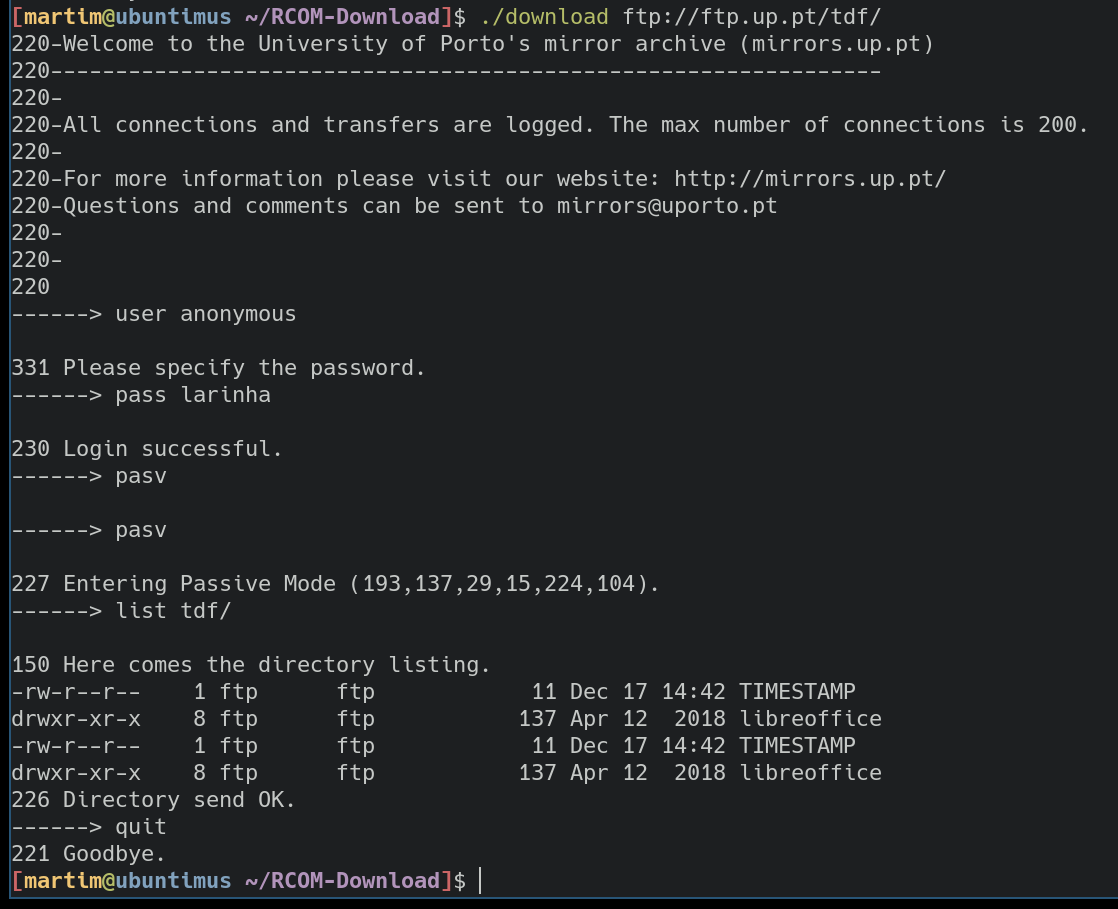 [martim@ubuntimus ~/RCOM-Download]$ ./download ftp://ftp.up.pt/tdf/
220-Welcome to the University of Porto's mirror archive (mirrors.up.pt)
220----------------------------------------------------------------
220-
220-All connections and transfers are logged. The max number of connections is 200.
220-
220-For more information please visit our website: http://mirrors.up.pt/
220-Questions and comments can be sent to mirrors@uporto.pt
220-
220-
220
------> user anonymous
331 Please specify the password.
------> pass larinha
230 Login successful.
------> pasv
------> pasv
227 Entering Passive Mode (193,137,29,15,224,104).
------> list tdf/
150 Here comes the directory listing.
-rw-r--r--    1 ftp      ftp            11 Dec 17 14:42 TIMESTAMP
drwxr-xr-x    8 ftp      ftp           137 Apr 12  2018 libreoffice
-rw-r--r--    1 ftp      ftp            11 Dec 17 14:42 TIMESTAMP
drwxr-xr-x    8 ftp      ftp           137 Apr 12  2018 libreoffice
226 Directory send OK.
------> quit
221 Goodbye.
[martim@ubuntimus ~/RCOM-Download]$